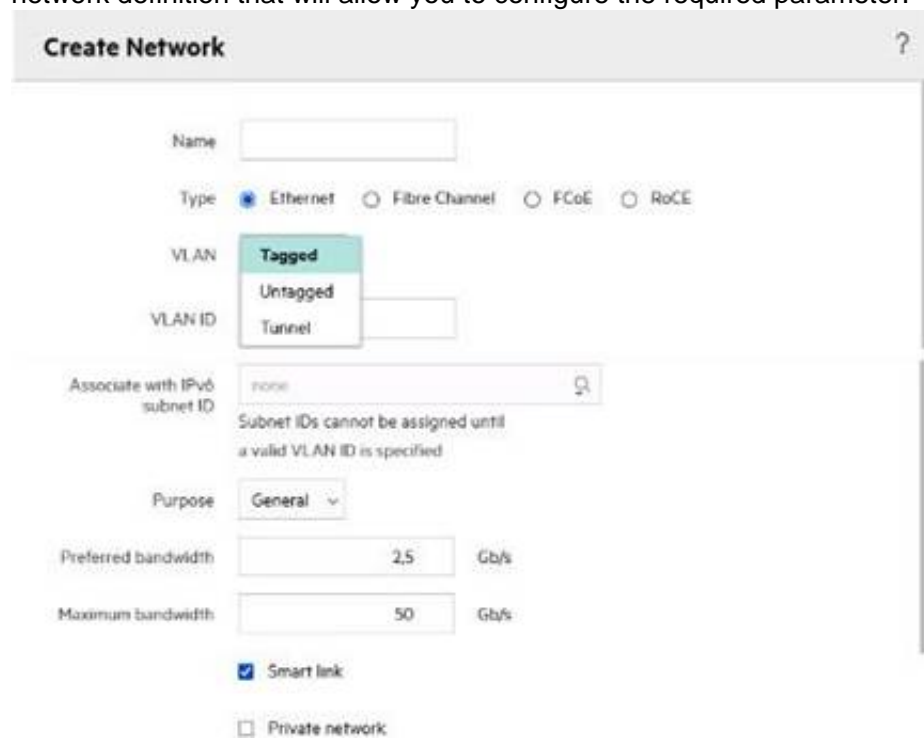 network definition that will allow you to configure the required parameter.
Create Network ?
Name
Type Ethernet Fibre Channel FCoE RoCE
VLAN Tagged
Untagged
VLAN ID Tunnel
Associate with IPv6 none
subnet ID
Subnet IDs cannot be assigned until
a valid VLAN ID is specified
Purpose General
Preferred bandwidth 2,5 Gb/s
Maximum bandwidth 50 Gb/s
Smart link
Private network